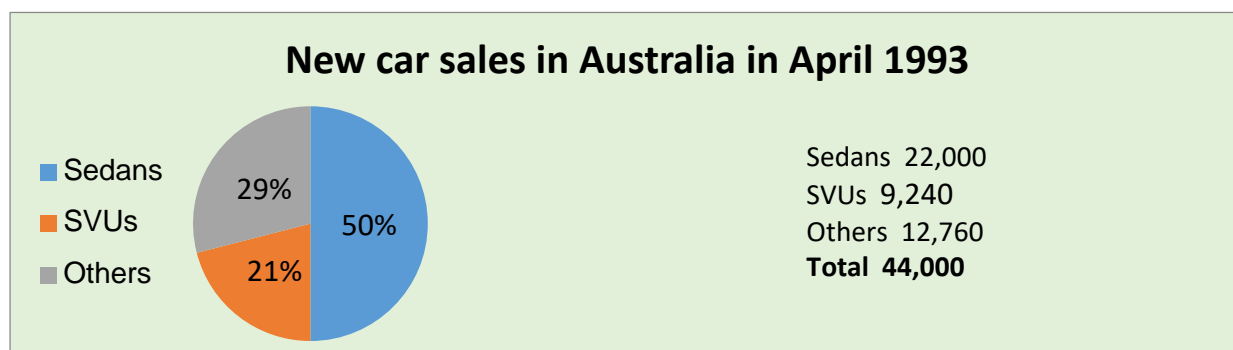 New car sales in Australia in April 1993
Sedans
SVUs
Others
29%
50%
21%
Sedans 22,000
SVUs 9,240
Others 12,760
Total 44,000